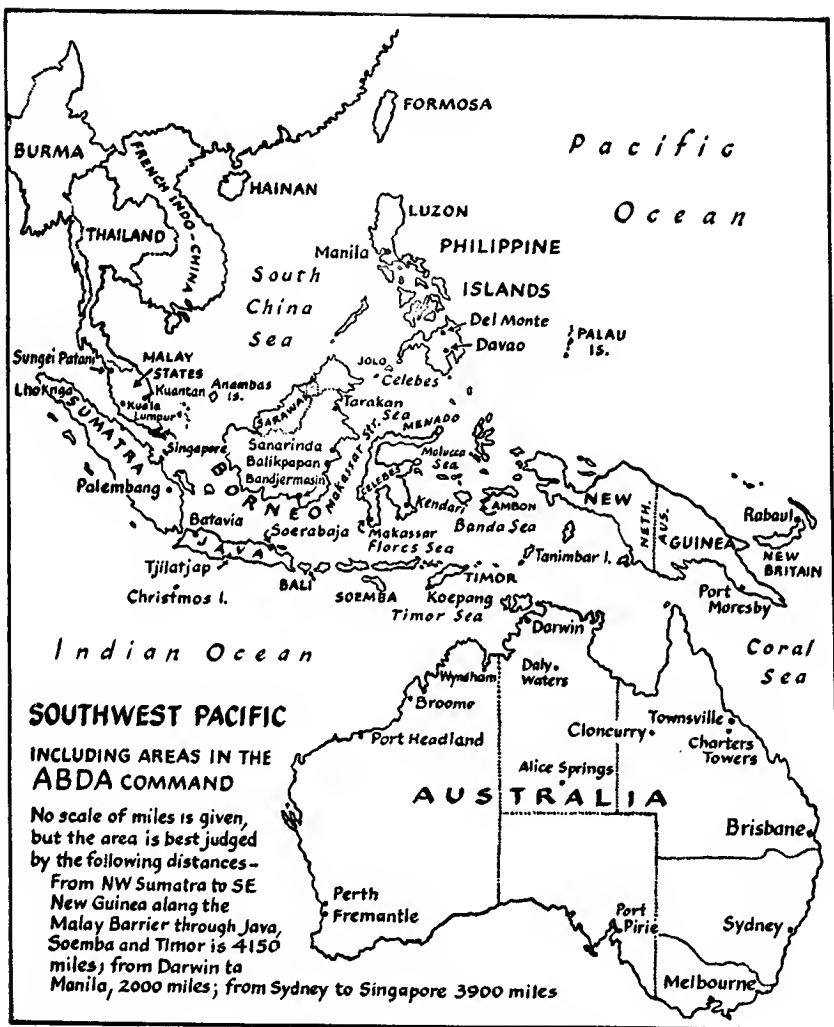 FORMOSA
Pacific
Ocean
BURMA
FRENCH INDO-CHINA
HAINAN
LUZON
THAILAND
Manila
PHILIPPINE
ISLANDS
South
China
Sea
Del Monte
Davao
PALAU
IS.
Sungei Patani
MALAY
STATES
JOLO
Celebes
Sea
Lhoknga
Kuantan
Anambas
Is.
Kuala
Lumpur
SARAWAK
Tarakan
SUMATRA
Singapore
Makassar Str.
MENADO
Sanarinda
Balikpapan
Bandjermasin
BORNEO
Molucca
Sea
CELEBES
Palembang
Kendari
AMBON
Banda Sea
NEW
GUINEA
NETH.
AUS.
Rabaul
NEW
BRITAIN
Batavia
Soerabaja
Makassar
Flores Sea
JAVA
Tanimbar I.
Tjilatjap
BALI
SOEMBA
TIMOR
Koepang
Timor Sea
Port
Moresby
Christmos I.
Darwin
Indian Ocean
Coral
Sea
Wyndham
Daly
Waters
Broome
Port Headland
Cloncurry
Townsville
Charters
Towers
Alice Springs
AUSTRALIA
Brisbane
Perth
Fremantle
Port
Pirie
Sydney
Melbourne
SOUTHWEST PACIFIC
INCLUDING AREAS IN THE
ABDA COMMAND
No scale of miles is given,
but the area is best judged
by the following distances-
From NW Sumatra to SE
New Guinea alang the
Malay Barrier through Java,
Soemba and Timor is 4150
miles; from Darwin ta
Manila, 2000 miles; from Sydney to Singapore 3900 miles